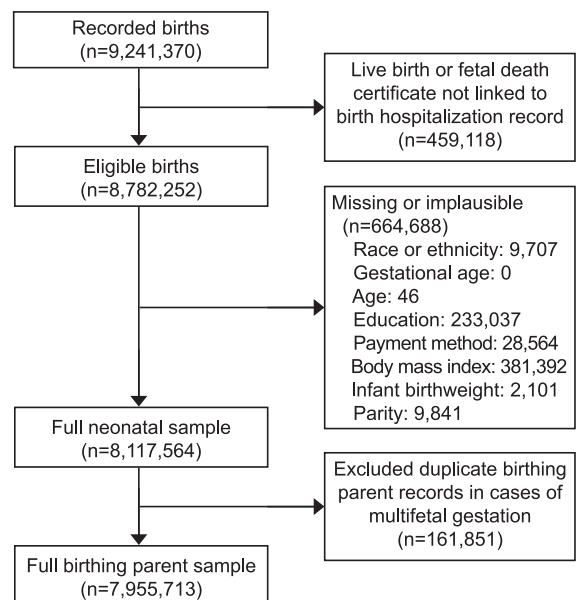 Recorded births
(n=9,241,370)
Live birth or fetal death
certificate not linked to
birth hospitalization record
(n=459,118)
Eligible births
(n=8,782,252)
Missing or implausible
(n=664,688)
Race or ethnicity: 9,707
Gestational age: 0
Age: 46
Education: 233,037
Payment method: 28,564
Body mass index: 381,392
Infant birthweight: 2,101
Parity: 9,841
Full neonatal sample
(n=8,117,564)
Excluded duplicate birthing
parent records in cases of
multifetal gestation
(n=161,851)
Full birthing parent sample
(n=7,955,713)